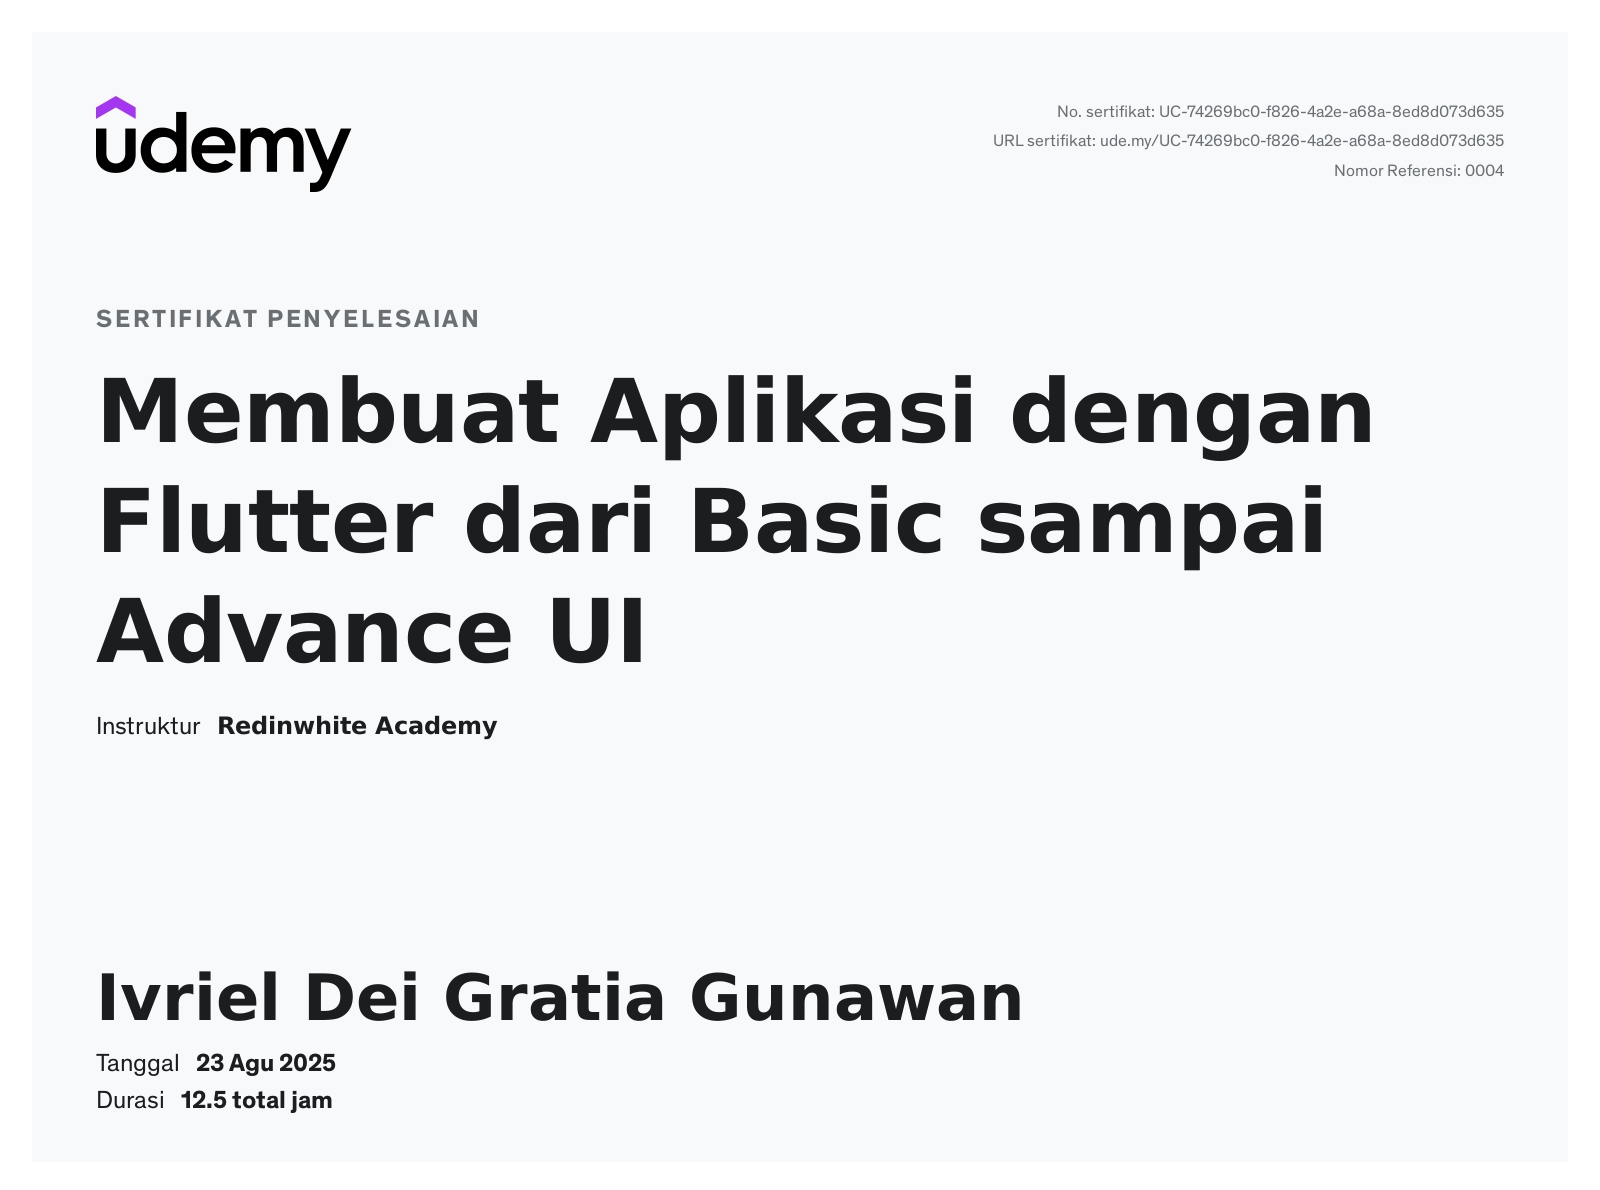 udemy
No. sertifikat: UC-74269bc0-f826-4a2e-a68a-8ed8d073d635
URL sertifikat: ude.my/UC-74269bc0-f826-4a2e-a68a-8ed8d073d635
Nomor Referensi: 0004
SERTIFIKAT PENYELESAIAN
Membuat Aplikasi dengan
Flutter dari Basic sampai
Advance UI
Instruktur Redinwhite Academy
Ivriel Dei Gratia Gunawan
Tanggal 23 Agu 2025
Durasi 12.5 total jam